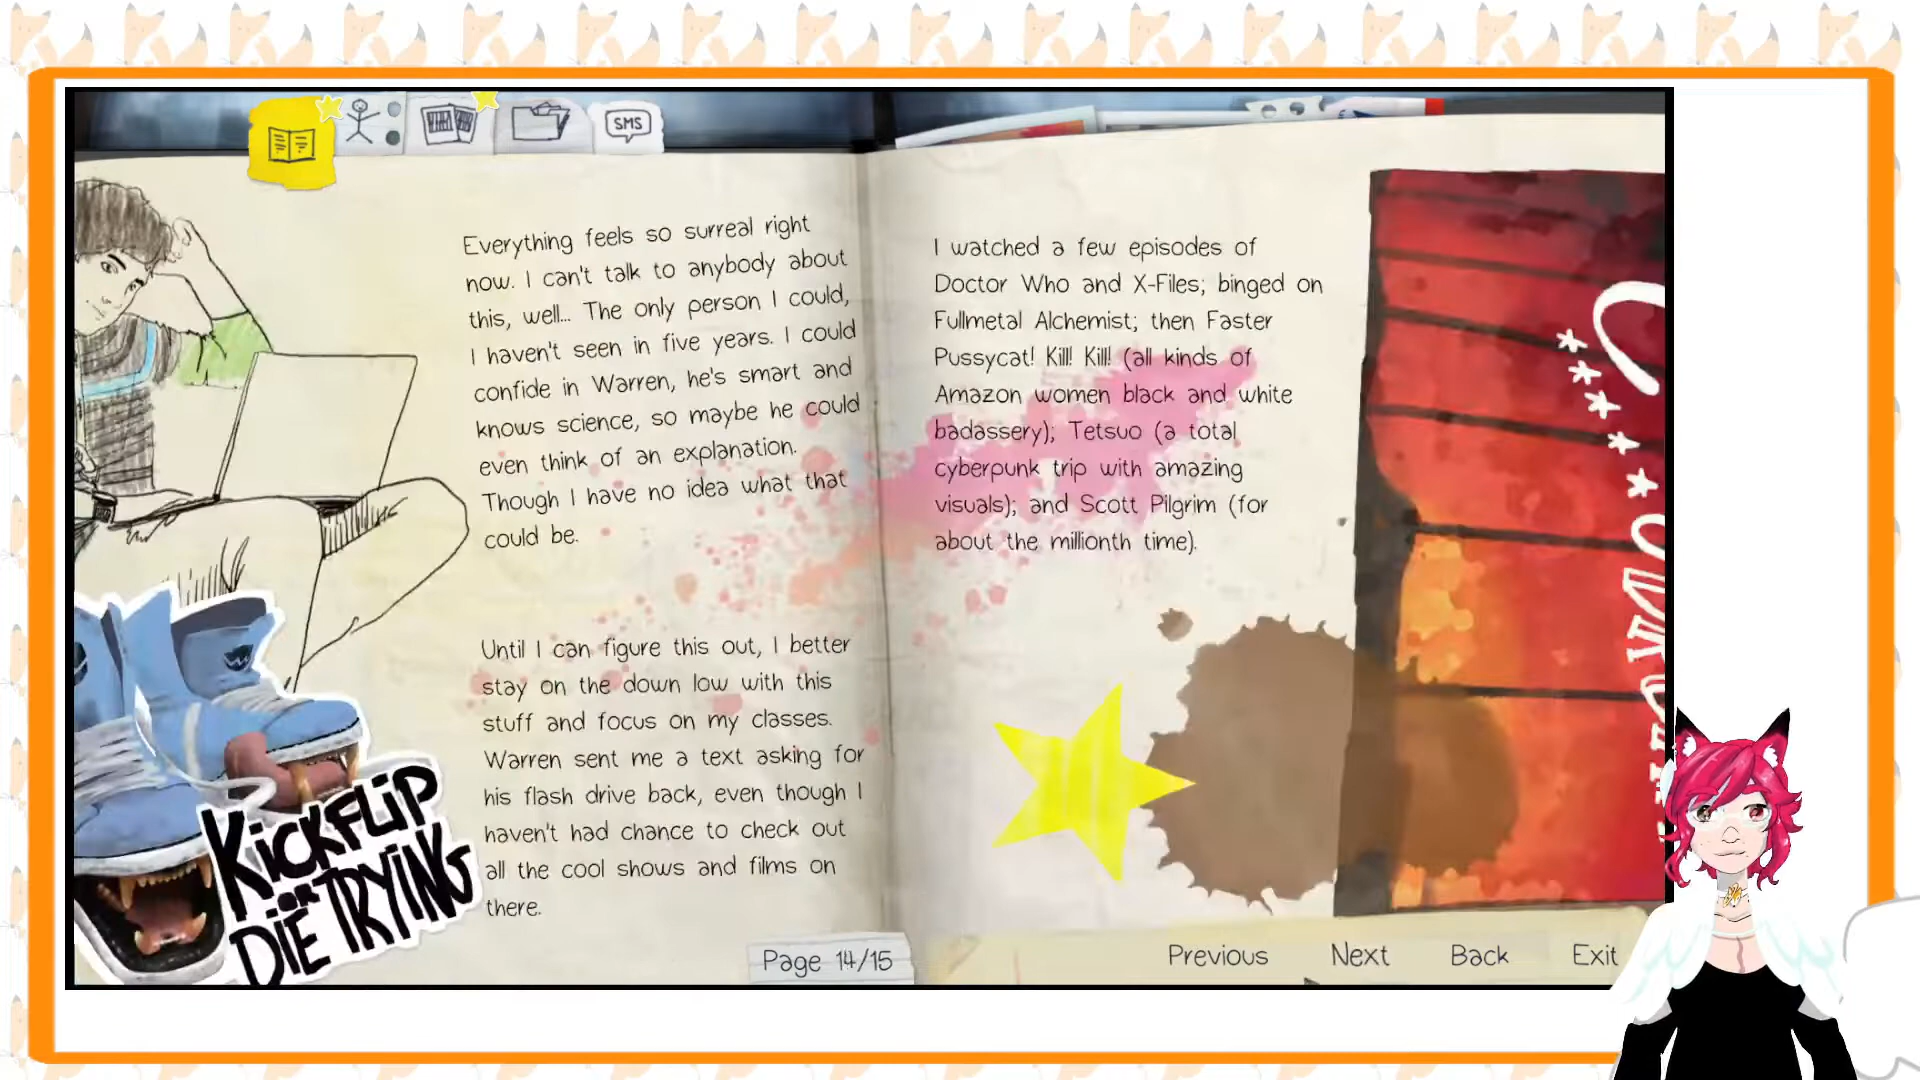 SMS
Everything feels so surreal right
now. I can't talk to anybody about
this, well... The only person I could,
I haven't seen in five years. I could
confide in Warren, he's smart and
knows science, so maybe he could
even think of an explanation.
Though I have no idea what that
could be.
Until I can figure this out, I better
stay on the down low with this
stuff and focus on my classes.
Warren sent me a text asking for
his flash drive back, even though I
haven't had chance to check out
all the cool shows and films on
there.
KICKFLIP
OR
DIE TRYING
I watched a few episodes of
Doctor Who and X-Files; binged on
Fullmetal Alchemist; then Faster
Pussycat! Kill! Kill! (all kinds of
Amazon women black and white
badassery); Tetsuo (a total
cyberpunk trip with amazing
visuals); and Scott Pilgrim (for
about the millionth time).
Page 14/15
Previous
Next
Back
Exit